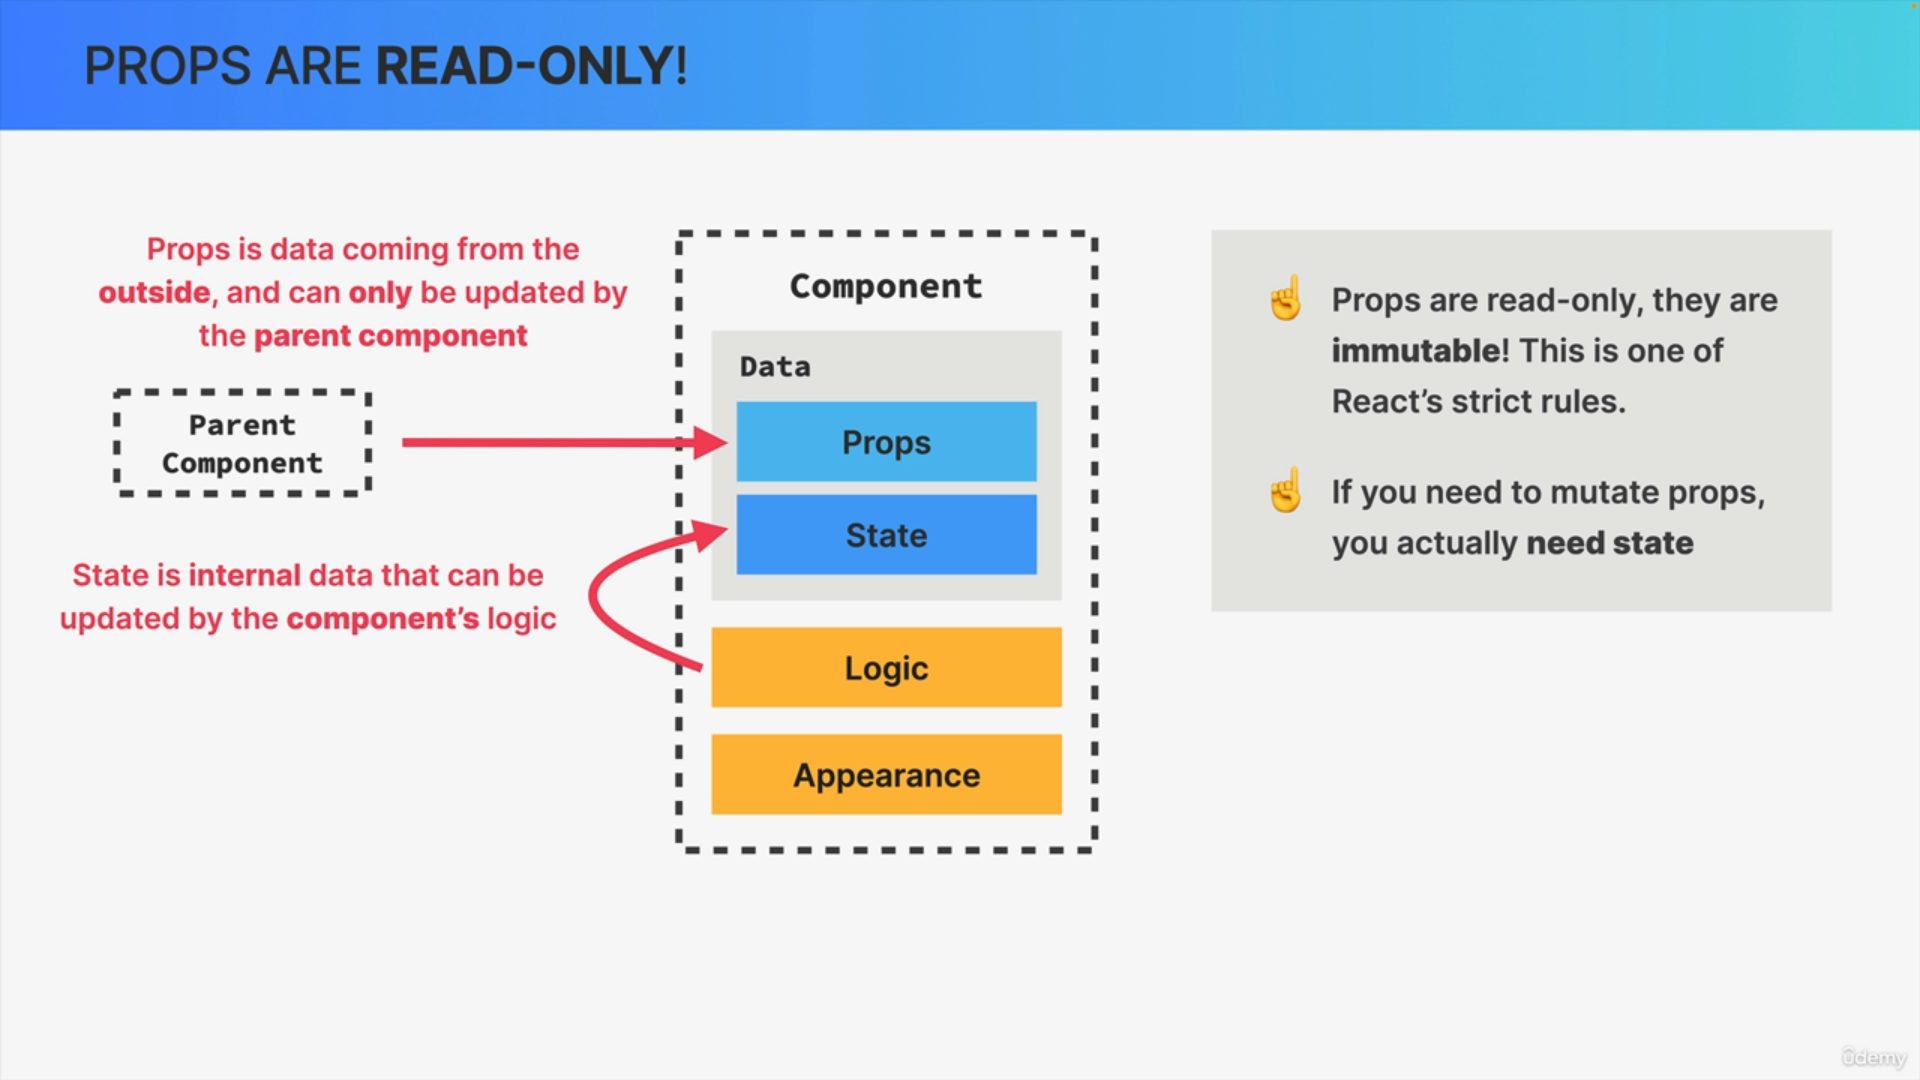 PROPS ARE READ-ONLY!
Props is data coming from the
outside, and can only be updated by
the parent component
Parent
Component
State is internal data that can be
updated by the component’s logic
Component
Data
Props
State
Logic
Appearance
Props are read-only, they are
immutable! This is one of
React’s strict rules.
If you need to mutate props,
you actually need state
ûdemy